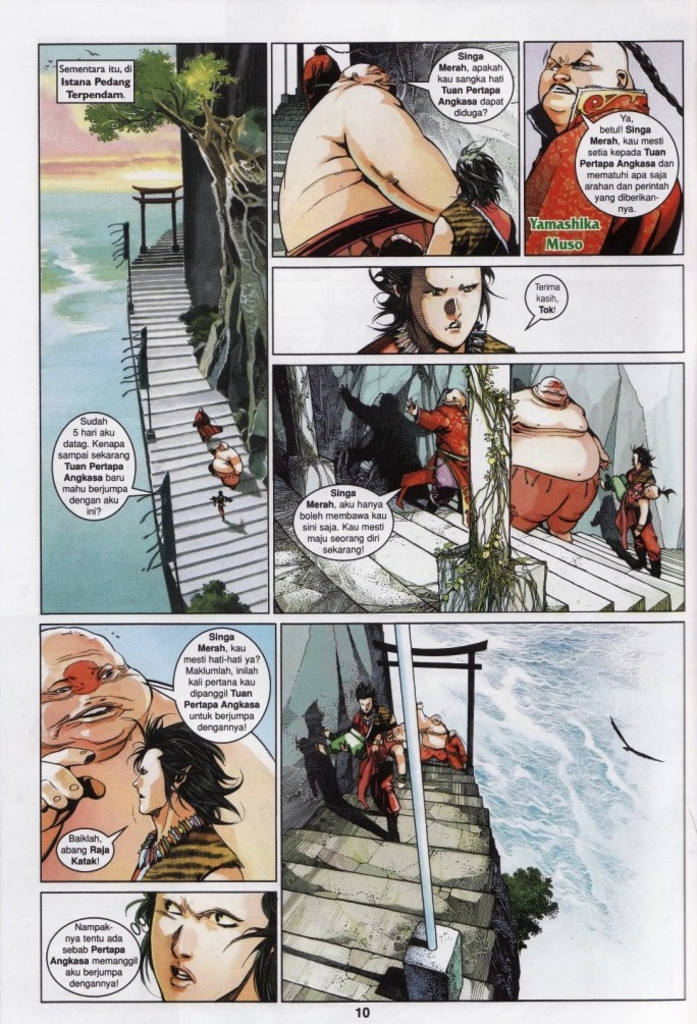 Sementara itu, di
Istana Pedang
Terpendam.
Sudah
5 hari aku
datag. Kenapa
sampai sekarang
Tuan Pertapa
Angkasa baru
mahu berjumpa
dengan aku
ini?
Singa
Merah, apakah
kau sangka hati
Tuan Pertapa
Angkasa dapat
diduga?
Ya,
betul! Singa
Merah, kau mesti
setia kepada Tuan
Pertapa Angkasa dan
mematuhi apa saja
arahan dan perintah
yang diberikan-
nya.
Yamashika
Muso
Terima
kasih,
Tok!
Singa
Merah, aku hanya
boleh membawa kau
sini saja. Kau mesti
maju seorang diri
sekarang!
Singa
Merah, kau
mesti hati-hati ya?
Maklumlah, inilah
kali pertana kau
dipanggil Tuan
Pertapa Angkasa
untuk berjumpa
dengannya!
Baiklah,
abang Raja
Katak!
Nampak-
nya tentu ada
sebab Pertapa
Angkasa memanggil
aku berjumpa
dengannya!
10